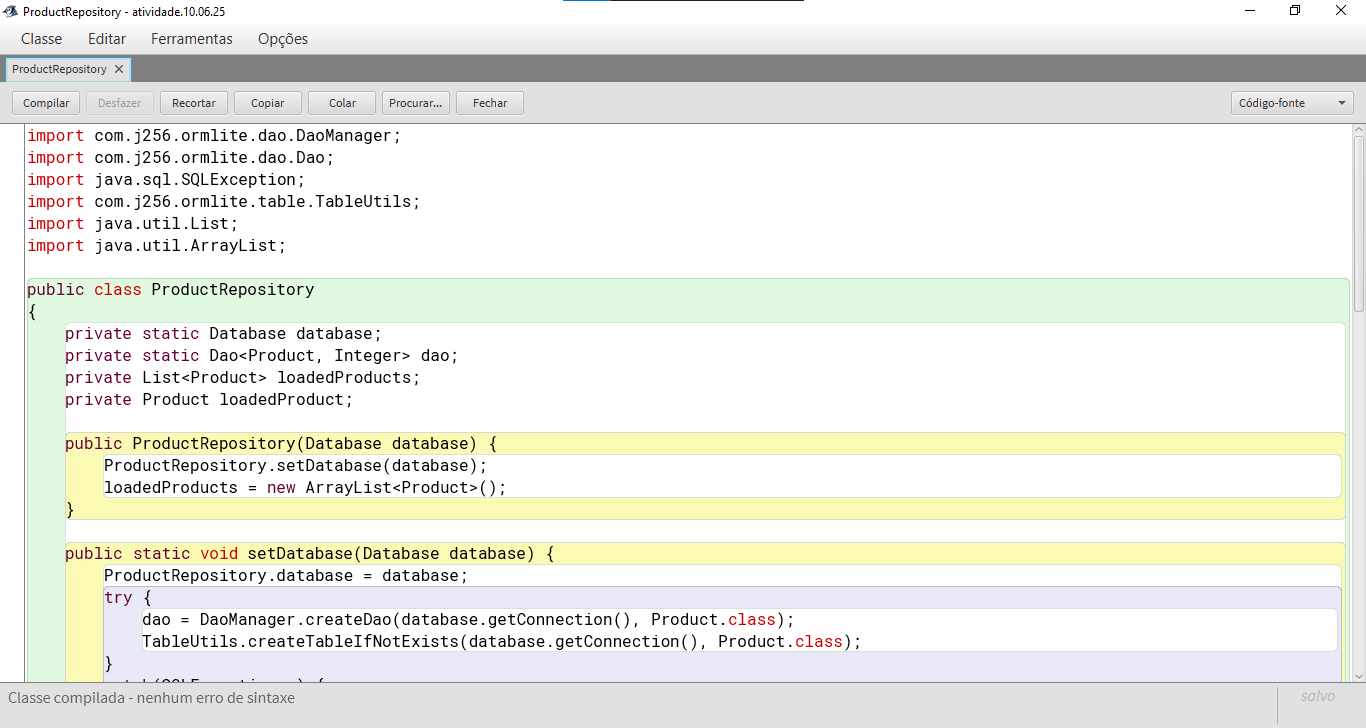 ProductRepository - atividade.10.06.25
Classe Editar Ferramentas Opções
ProductRepository
Compilar Desfazer Recortar Copiar Colar Procurar... Fechar Código-fonte
import com.j256.ormlite.dao.DaoManager;
import com.j256.ormlite.dao.Dao;
import java.sql.SQLException;
import com.j256.ormlite.table.TableUtils;
import java.util.List;
import java.util.ArrayList;
public class ProductRepository
{
private static Database database;
private static Dao<Product, Integer> dao;
private List<Product> loadedProducts;
private Product loadedProduct;
public ProductRepository(Database database) {
ProductRepository.setDatabase(database);
loadedProducts = new ArrayList<Product>();
}
public static void setDatabase(Database database) {
ProductRepository.database = database;
try {
dao = DaoManager.createDao(database.getConnection(), Product.class);
TableUtils.createTableIfNotExists(database.getConnection(), Product.class);
}
Classe compilada - nenhum erro de sintaxe
salvo